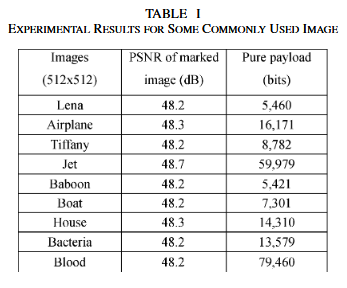 TABLE I
EXPERIMENTAL RESULTS FOR SOME COMMONLY USED IMAGE
Images (512x512) PSNR of marked image (dB) Pure payload (bits)
Lena 48.2 5,460
Airplane 48.3 16,171
Tiffany 48.2 8,782
Jet 48.7 59,979
Baboon 48.2 5,421
Boat 48.2 7,301
House 48.3 14,310
Bacteria 48.2 13,579
Blood 48.2 79,460